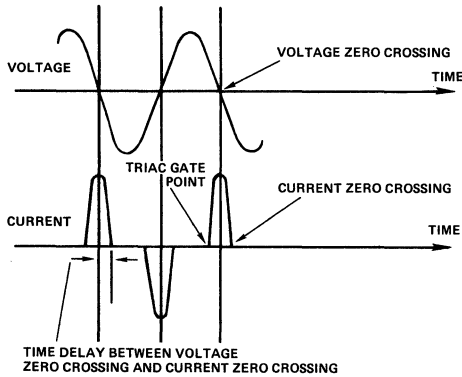 VOLTAGE ZERO CROSSING
VOLTAGE
TIME
TRIAC GATE
POINT
CURRENT ZERO CROSSING
CURRENT
TIME
TIME DELAY BETWEEN VOLTAGE
ZERO CROSSING AND CURRENT ZERO CROSSING